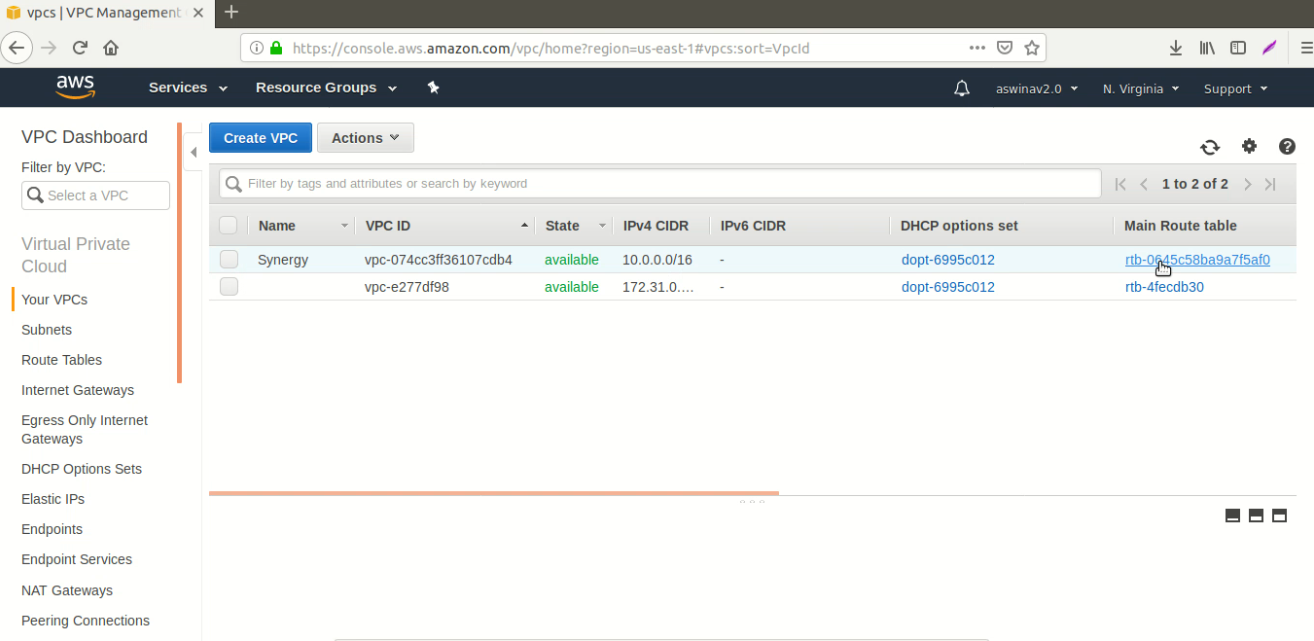 vpcs | VPC Management
https://console.aws.amazon.com/vpc/home?region=us-east-1#vpcs:sort=VpcId
aws Services Resource Groups aswinav2.0 N. Virginia Support
VPC Dashboard
Filter by VPC:
Select a VPC
Virtual Private
Cloud
Your VPCs
Subnets
Route Tables
Internet Gateways
Egress Only Internet
Gateways
DHCP Options Sets
Elastic IPs
Endpoints
Endpoint Services
NAT Gateways
Peering Connections
Create VPC Actions
Filter by tags and attributes or search by keyword 1 to 2 of 2
Name VPC ID State IPv4 CIDR IPv6 CIDR DHCP options set Main Route table
Synergy vpc-074cc3ff36107cdb4 available 10.0.0.0/16 - dopt-6995c012 rtb-0645c58ba9a7f5af0
vpc-e277df98 available 172.31.0.... - dopt-6995c012 rtb-4fecdb30